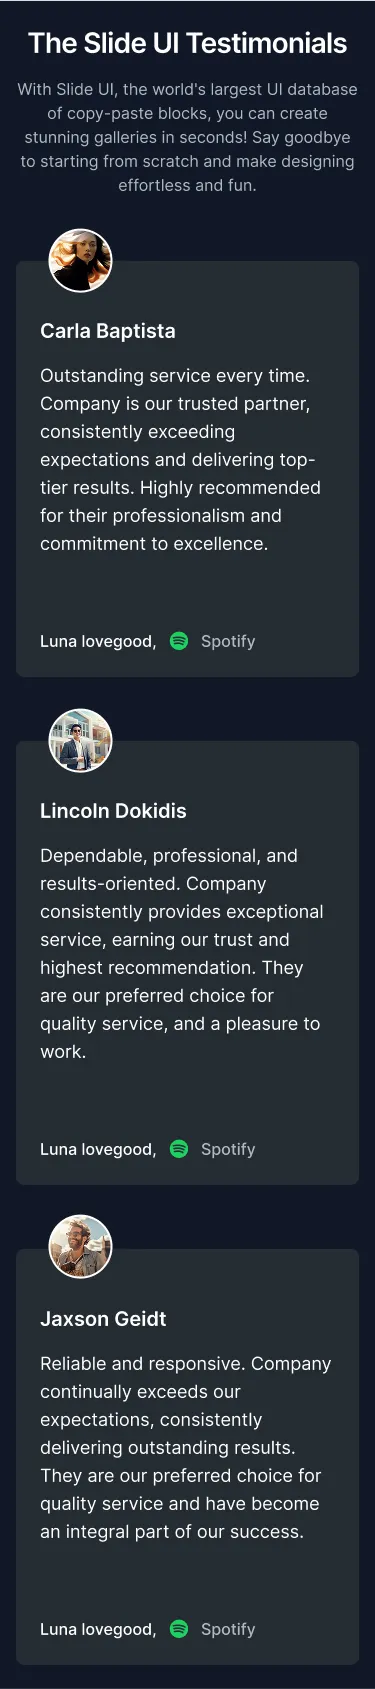 The Slide UI Testimonials
With Slide UI, the world's largest UI database
of copy-paste blocks, you can create
stunning galleries in seconds! Say goodbye
to starting from scratch and make designing
effortless and fun.
Carla Baptista
Outstanding service every time.
Company is our trusted partner,
consistently exceeding
expectations and delivering top-
tier results. Highly recommended
for their professionalism and
commitment to excellence.
Luna lovegood, Spotify
Lincoln Dokidis
Dependable, professional, and
results-oriented. Company
consistently provides exceptional
service, earning our trust and
highest recommendation. They
are our preferred choice for
quality service, and a pleasure to
work.
Luna lovegood, Spotify
Jaxson Geidt
Reliable and responsive. Company
continually exceeds our
expectations, consistently
delivering outstanding results.
They are our preferred choice for
quality service and have become
an integral part of our success.
Luna lovegood, Spotify